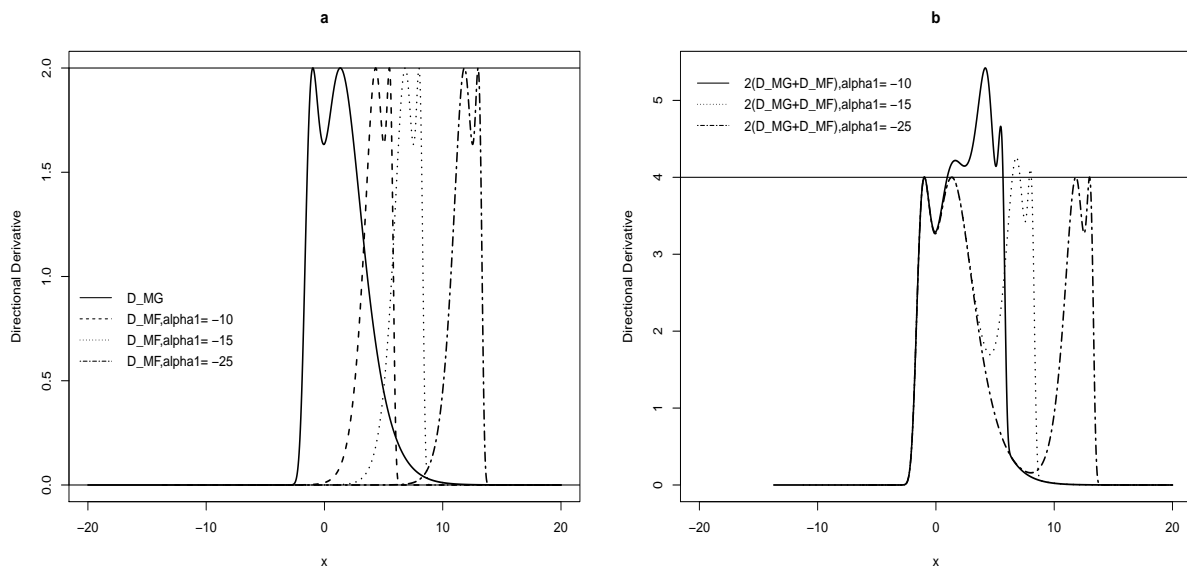 a
Directional Derivative
2.0
1.5
1.0
0.5
0.0
D_MG
D_MF,alpha1= −10
D_MF,alpha1= −15
D_MF,alpha1= −25
−20
−10
0
10
20
x
b
Directional Derivative
5
4
3
2
1
0
2(D_MG+D_MF),alpha1= −10
2(D_MG+D_MF),alpha1= −15
2(D_MG+D_MF),alpha1= −25
−20
−10
0
10
20
x